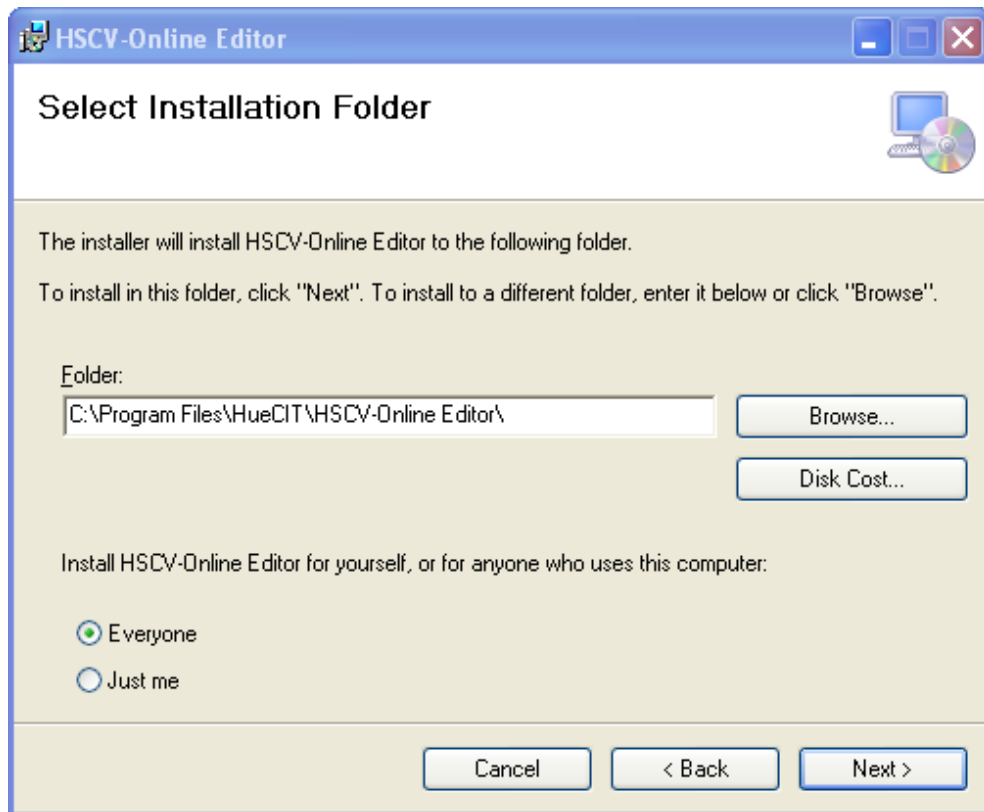 HSCV-Online Editor
Select Installation Folder
The installer will install HSCV-Online Editor to the following folder.
To install in this folder, click "Next". To install to a different folder, enter it below or click "Browse".
Folder:
C:\Program Files\HueCIT\HSCV-Online Editor\
Browse...
Disk Cost...
Install HSCV-Online Editor for yourself, or for anyone who uses this computer:
Everyone
Just me
Cancel
< Back
Next >